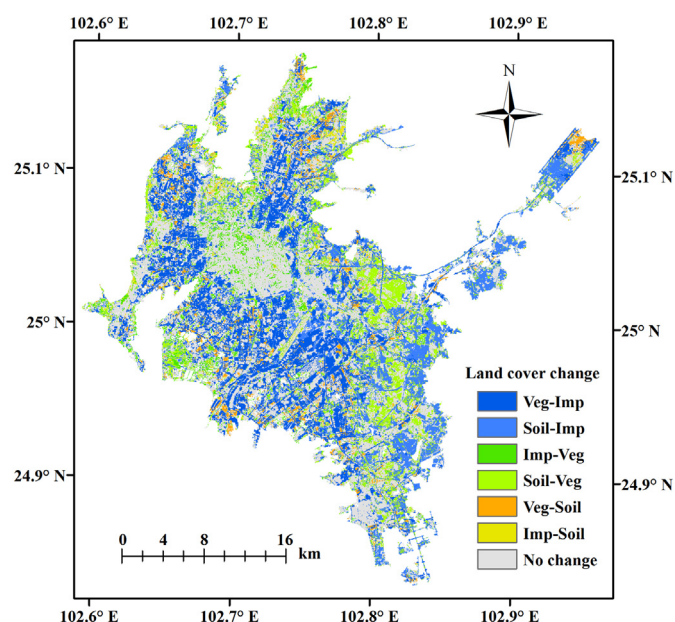 102.6° E 102.7° E 102.8° E 102.9° E
N
25.1° N 25.1° N
25° N 25° N
24.9° N 24.9° N
Land cover change
Veg-Imp
Soil-Imp
Imp-Veg
Soil-Veg
Veg-Soil
Imp-Soil
No change
0 4 8 12 16
km
102.6° E 102.7° E 102.8° E 102.9° E